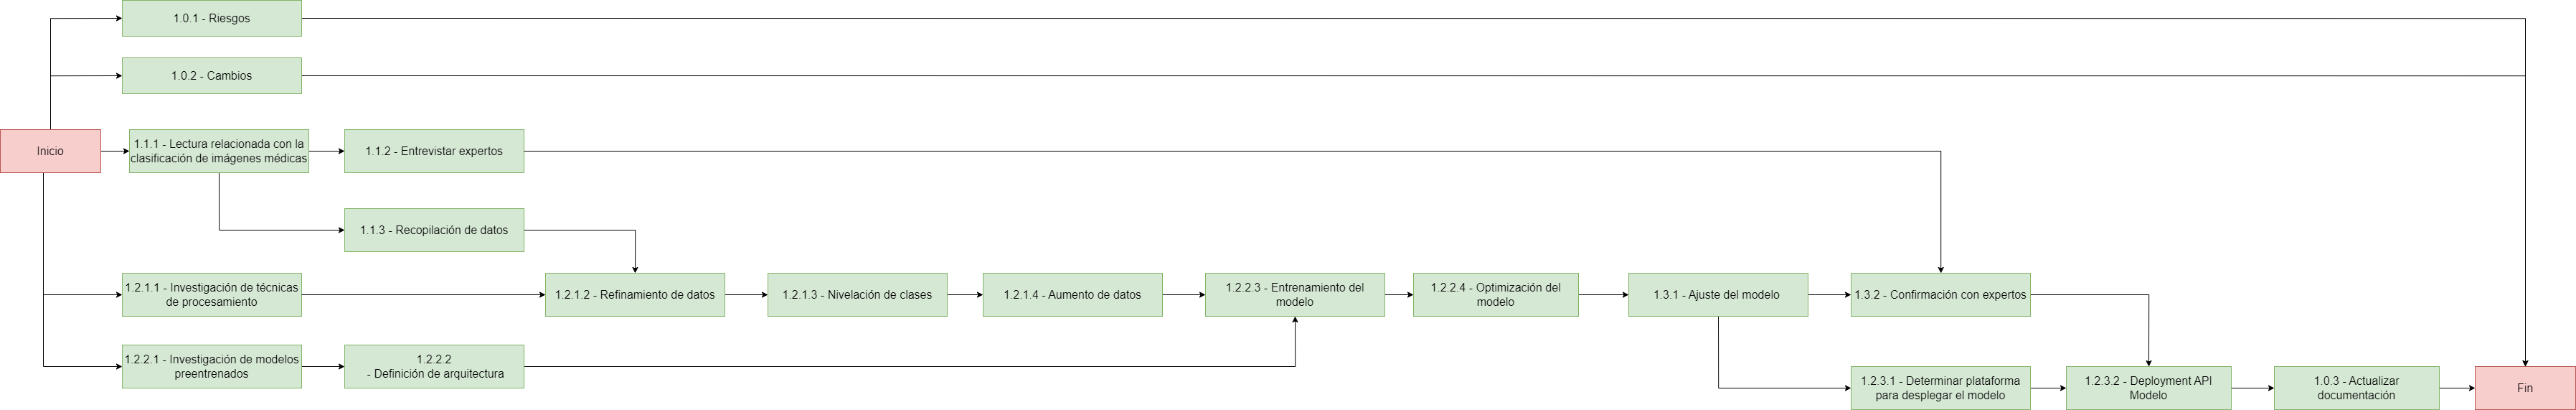 1.0.1 - Riesgos
1.0.2 - Cambios
Inicio
1.1.1 - Lectura relacionada con la
clasificación de imágenes médicas
1.1.2 - Entrevistar expertos
1.1.3 - Recopilación de datos
1.2.1.1 - Investigación de técnicas
de procesamiento
1.2.1.2 - Refinamiento de datos
1.2.1.3 - Nivelación de clases
1.2.1.4 - Aumento de datos
1.2.2.3 - Entrenamiento del
modelo
1.2.2.4 - Optimización del
modelo
1.3.1 - Ajuste del modelo
1.3.2 - Confirmación con expertos
1.2.2.1 - Investigación de modelos
preentrenados
1.2.2.2
- Definición de arquitectura
1.2.3.1 - Determinar plataforma
para desplegar el modelo
1.2.3.2 - Deployment API
Modelo
1.0.3 - Actualizar
documentación
Fin